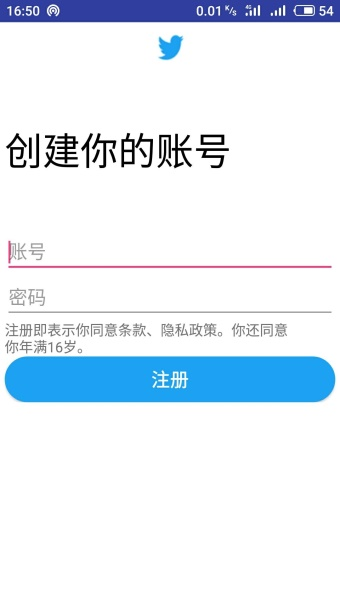 16:50 0.01 K/s 4G 54
创建你的账号
账号
密码
注册即表示你同意条款、隐私政策。你还同意
你年满16岁。
注册